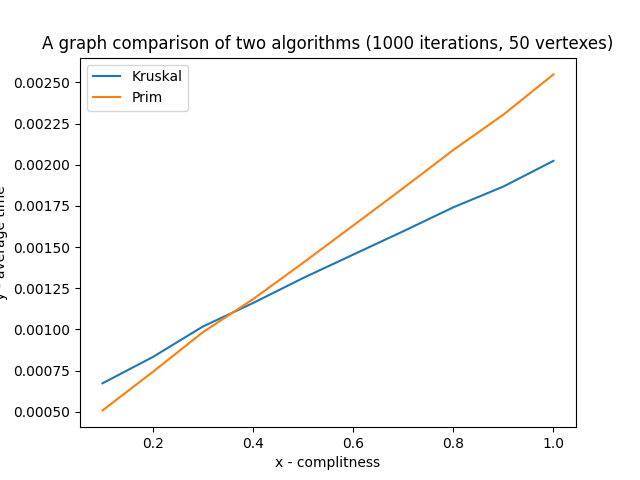 A graph comparison of two algorithms (1000 iterations, 50 vertexes)
Kruskal
Prim
0.00250
0.00225
0.00200
0.00175
0.00150
0.00125
0.00100
0.00075
0.00050
y - average time
0.2 0.4 0.6 0.8 1.0
x - complitness